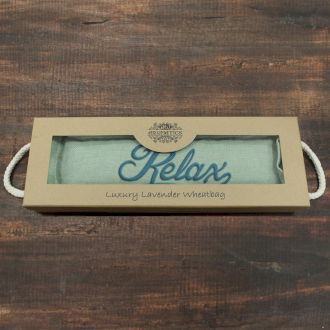 Relax
Luxury Lavender Wheatbag